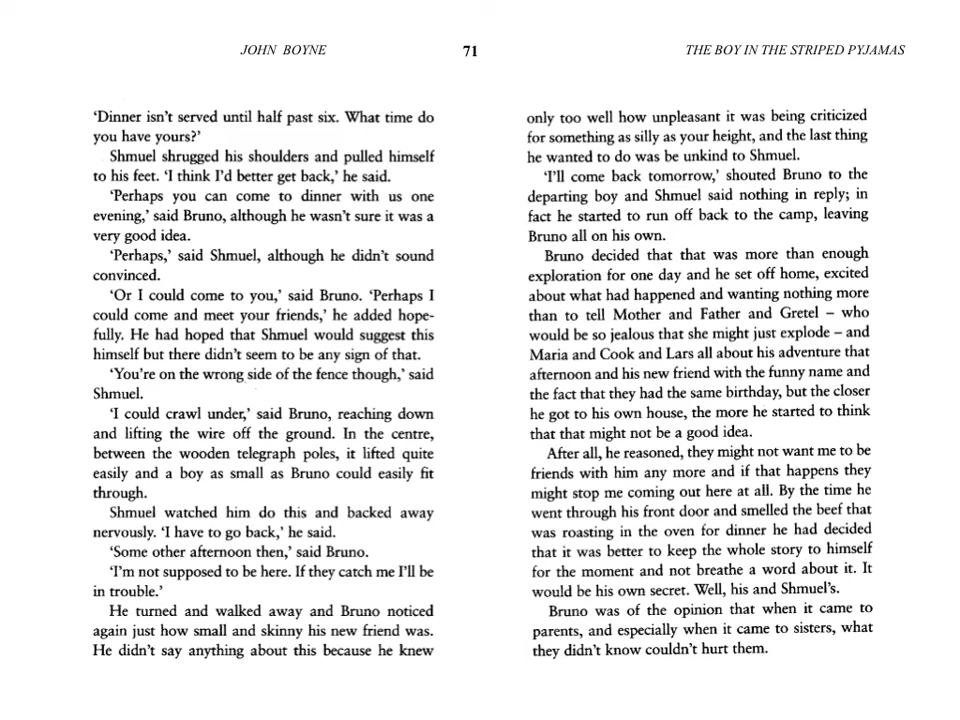 JOHN BOYNE
71
THE BOY IN THE STRIPED PYJAMAS
‘Dinner isn’t served until half past six. What time do
you have yours?’
Shmuel shrugged his shoulders and pulled himself
to his feet. ‘I think I’d better get back,’ he said.
‘Perhaps you can come to dinner with us one
evening,’ said Bruno, although he wasn’t sure it was a
very good idea.
‘Perhaps,’ said Shmuel, although he didn’t sound
convinced.
‘Or I could come to you,’ said Bruno. ‘Perhaps I
could come and meet your friends,’ he added hope-
fully. He had hoped that Shmuel would suggest this
himself but there didn’t seem to be any sign of that.
‘You’re on the wrong side of the fence though,’ said
Shmuel.
‘I could crawl under,’ said Bruno, reaching down
and lifting the wire off the ground. In the centre,
between the wooden telegraph poles, it lifted quite
easily and a boy as small as Bruno could easily fit
through.
Shmuel watched him do this and backed away
nervously. ‘I have to go back,’ he said.
‘Some other afternoon then,’ said Bruno.
‘I’m not supposed to be here. If they catch me I’ll be
in trouble.’
He turned and walked away and Bruno noticed
again just how small and skinny his new friend was.
He didn’t say anything about this because he knew
only too well how unpleasant it was being criticized
for something as silly as your height, and the last thing
he wanted to do was be unkind to Shmuel.
‘I’ll come back tomorrow,’ shouted Bruno to the
departing boy and Shmuel said nothing in reply; in
fact he started to run off back to the camp, leaving
Bruno all on his own.
Bruno decided that that was more than enough
exploration for one day and he set off home, excited
about what had happened and wanting nothing more
than to tell Mother and Father and Gretel – who
would be so jealous that she might just explode – and
Maria and Cook and Lars all about his adventure that
afternoon and his new friend with the funny name and
the fact that they had the same birthday, but the closer
he got to his own house, the more he started to think
that that might not be a good idea.
After all, he reasoned, they might not want me to be
friends with him any more and if that happens they
might stop me coming out here at all. By the time he
went through his front door and smelled the beef that
was roasting in the oven for dinner he had decided
that it was better to keep the whole story to himself
for the moment and not breathe a word about it. It
would be his own secret. Well, his and Shmuel’s.
Bruno was of the opinion that when it came to
parents, and especially when it came to sisters, what
they didn’t know couldn’t hurt them.